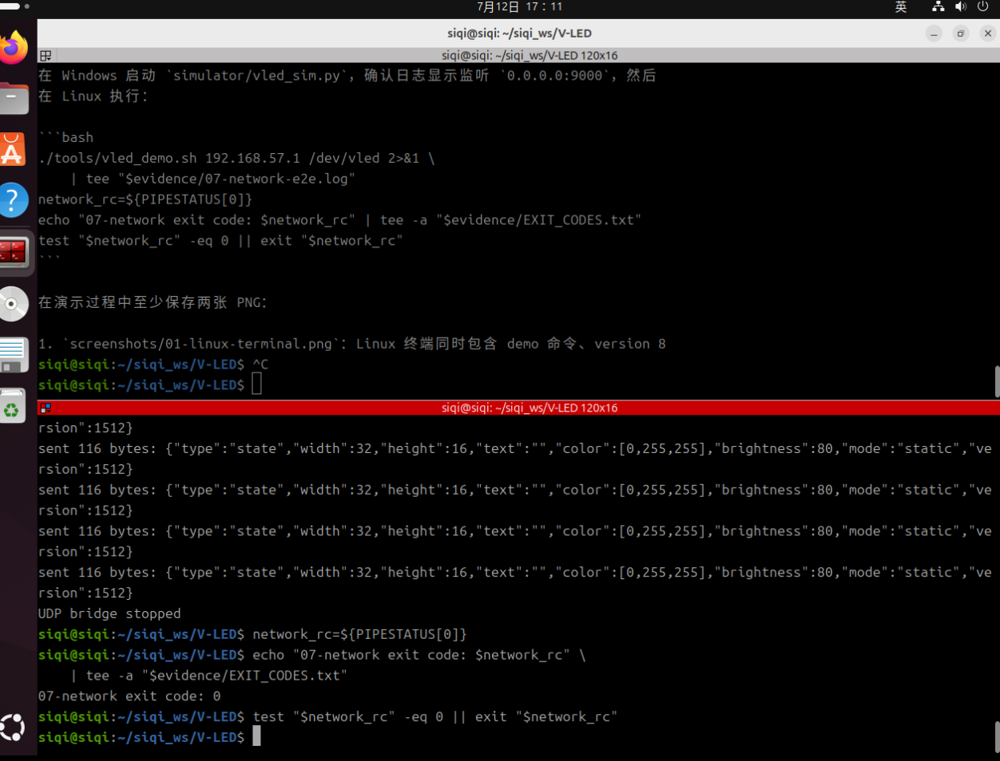 7月12日 17：11
英
siqi@siqi: ~/siqi_ws/V-LED
siqi@siqi: ~/siqi_ws/V-LED 120x16
在 Windows 启动 `simulator/vled_sim.py`，确认日志显示监听 `0.0.0.0:9000`，然后
在 Linux 执行：
```bash
./tools/vled_demo.sh 192.168.57.1 /dev/vled 2>&1 \
| tee "$evidence/07-network-e2e.log"
network_rc=${PIPESTATUS[0]}
echo "07-network exit code: $network_rc" | tee -a "$evidence/EXIT_CODES.txt"
test "$network_rc" -eq 0 || exit "$network_rc"
```
在演示过程中至少保存两张 PNG：
1. `screenshots/01-linux-terminal.png`：Linux 终端同时包含 demo 命令、version 8
siqi@siqi:~/siqi_ws/V-LED$ ^C
siqi@siqi:~/siqi_ws/V-LED$
siqi@siqi: ~/siqi_ws/V-LED 120x16
rsion":1512}
sent 116 bytes: {"type":"state","width":32,"height":16,"text":"","color":[0,255,255],"brightness":80,"mode":"static","ve
rsion":1512}
sent 116 bytes: {"type":"state","width":32,"height":16,"text":"","color":[0,255,255],"brightness":80,"mode":"static","ve
rsion":1512}
sent 116 bytes: {"type":"state","width":32,"height":16,"text":"","color":[0,255,255],"brightness":80,"mode":"static","ve
rsion":1512}
sent 116 bytes: {"type":"state","width":32,"height":16,"text":"","color":[0,255,255],"brightness":80,"mode":"static","ve
rsion":1512}
UDP bridge stopped
siqi@siqi:~/siqi_ws/V-LED$ network_rc=${PIPESTATUS[0]}
siqi@siqi:~/siqi_ws/V-LED$ echo "07-network exit code: $network_rc" \
| tee -a "$evidence/EXIT_CODES.txt"
07-network exit code: 0
siqi@siqi:~/siqi_ws/V-LED$ test "$network_rc" -eq 0 || exit "$network_rc"
siqi@siqi:~/siqi_ws/V-LED$